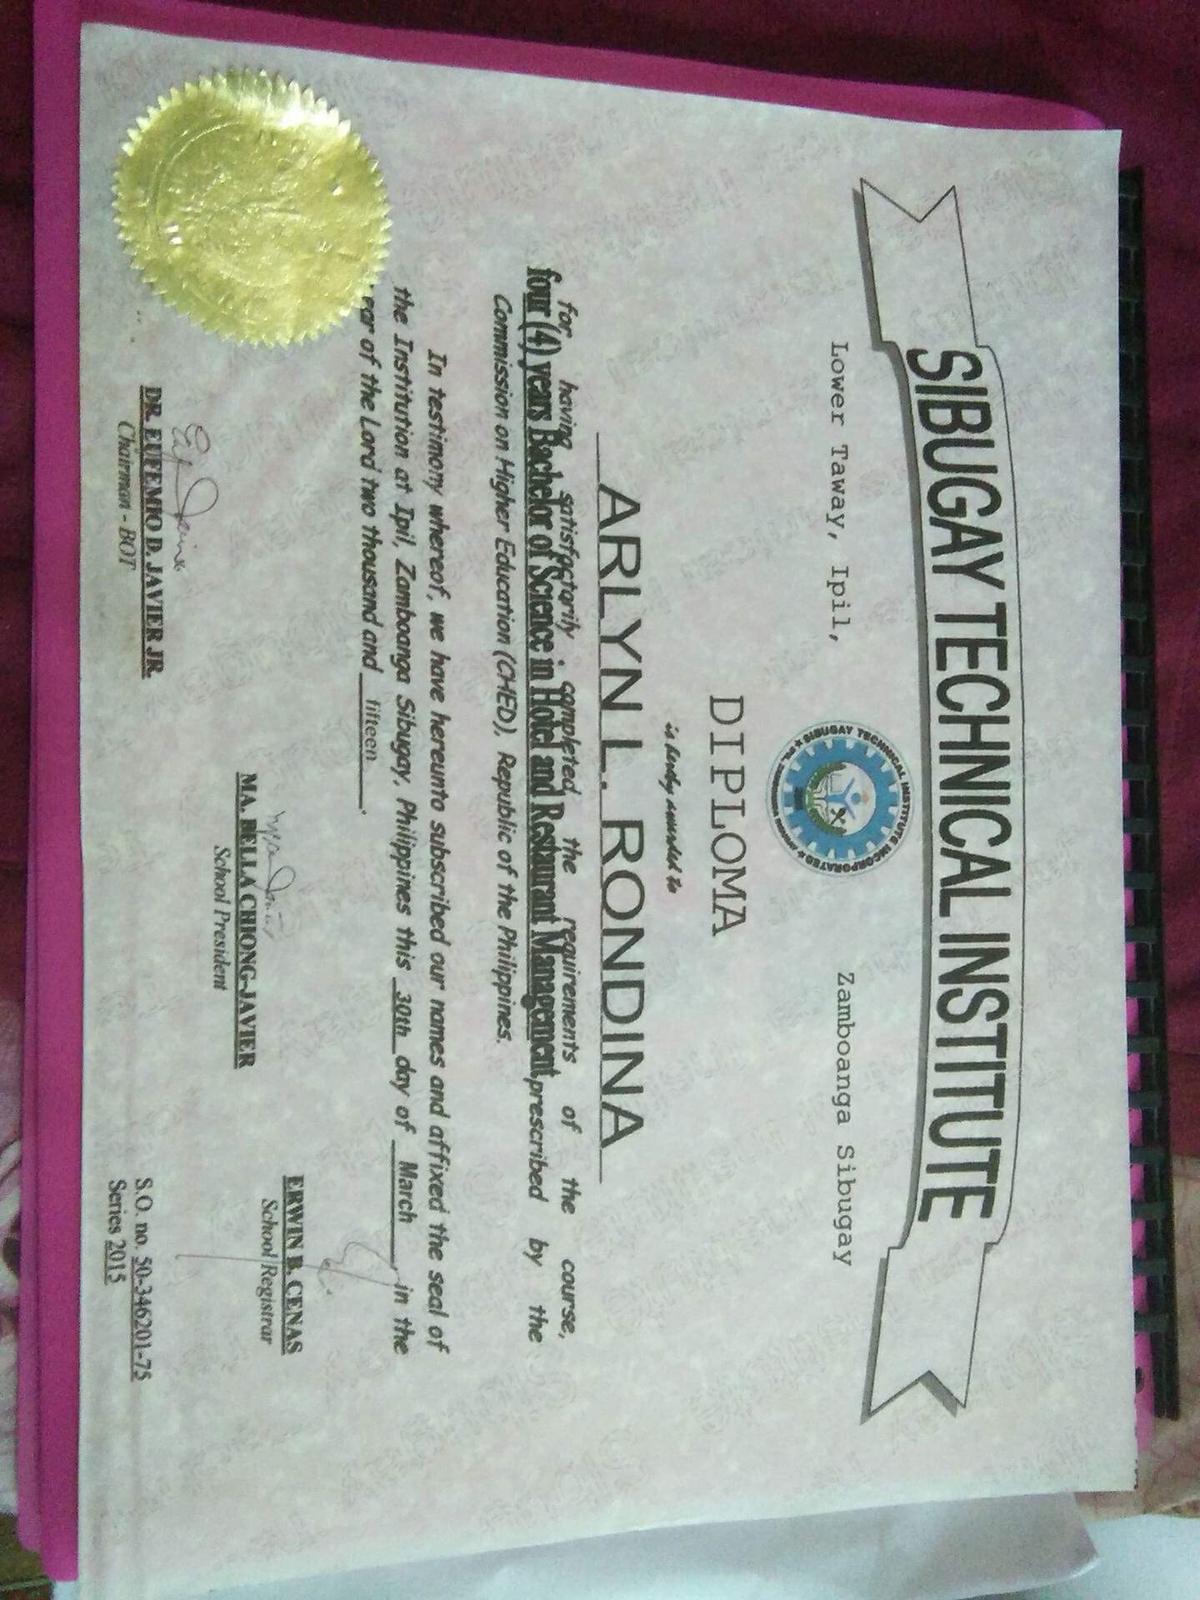 SIBUGAY TECHNICAL INSTITUTE
Lower Taway, Ipil, Zamboanga Sibugay
SIBUGAY TECHNICAL INSTITUTE INCORPORATED
DIPLOMA
is hereby awarded to
ARLYN L. RONDINA
for having satisfactorily completed the requirements of the course,
four (4) years Bachelor of Science in Hotel and Restaurant Management prescribed by the
Commission on Higher Education (CHED), Republic of the Philippines.
In testimony whereof, we have hereunto subscribed our names and affixed the seal of
the Institution at Ipil, Zamboanga Sibugay, Philippines this 30th day of March in the
ear of the Lord two thousand and fifteen.
ERWIN B. CENAS
School Registrar
MA. BELLA CHIONG-JAVIER
School President
DR. EUFEMIO D. JAVIER JR.
Chairman - BOT
S.O. no. 50-346201-75
Series 2015